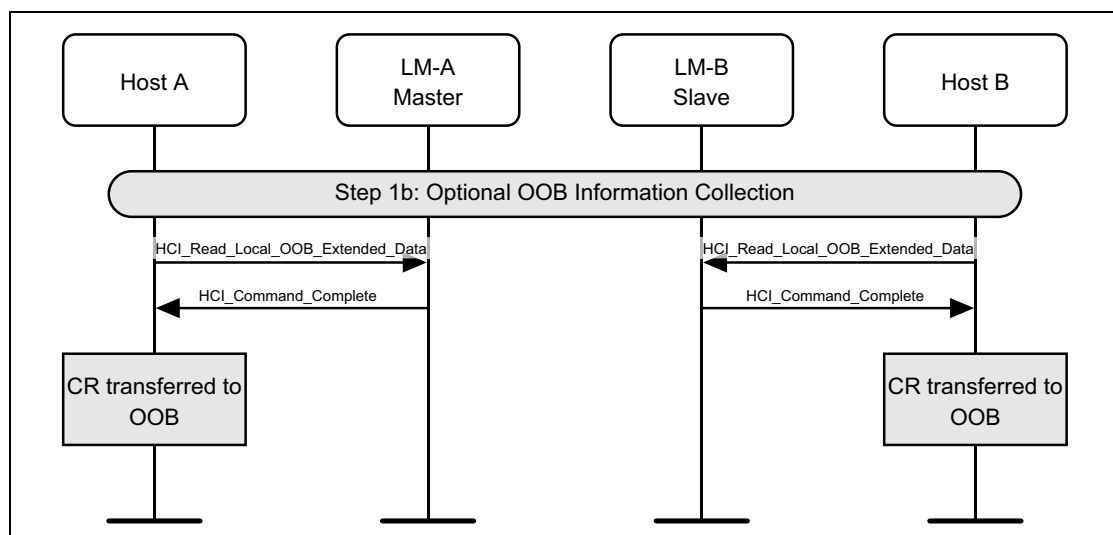 Host A
LM-A
Master
LM-B
Slave
Host B
Step 1b: Optional OOB Information Collection
HCI_Read_Local_OOB_Extended_Data
HCI_Read_Local_OOB_Extended_Data
HCI_Command_Complete
HCI_Command_Complete
CR transferred to
OOB
CR transferred to
OOB